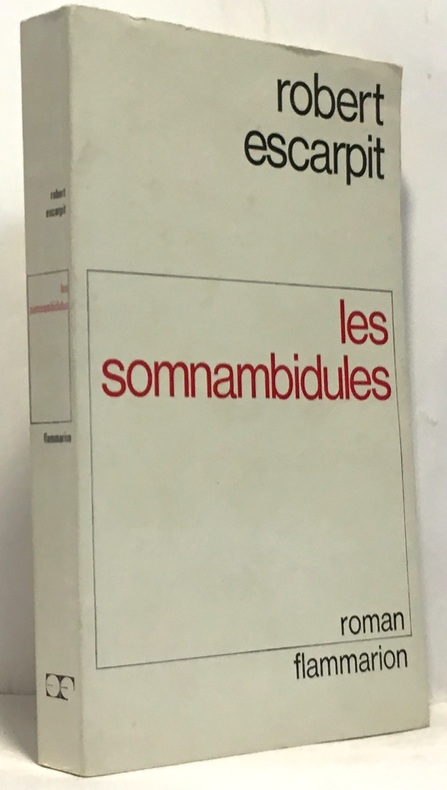 robert
escarpit
les
somnambidules
roman
flammarion
robert
escarpit
les
somnambidules
flammarion